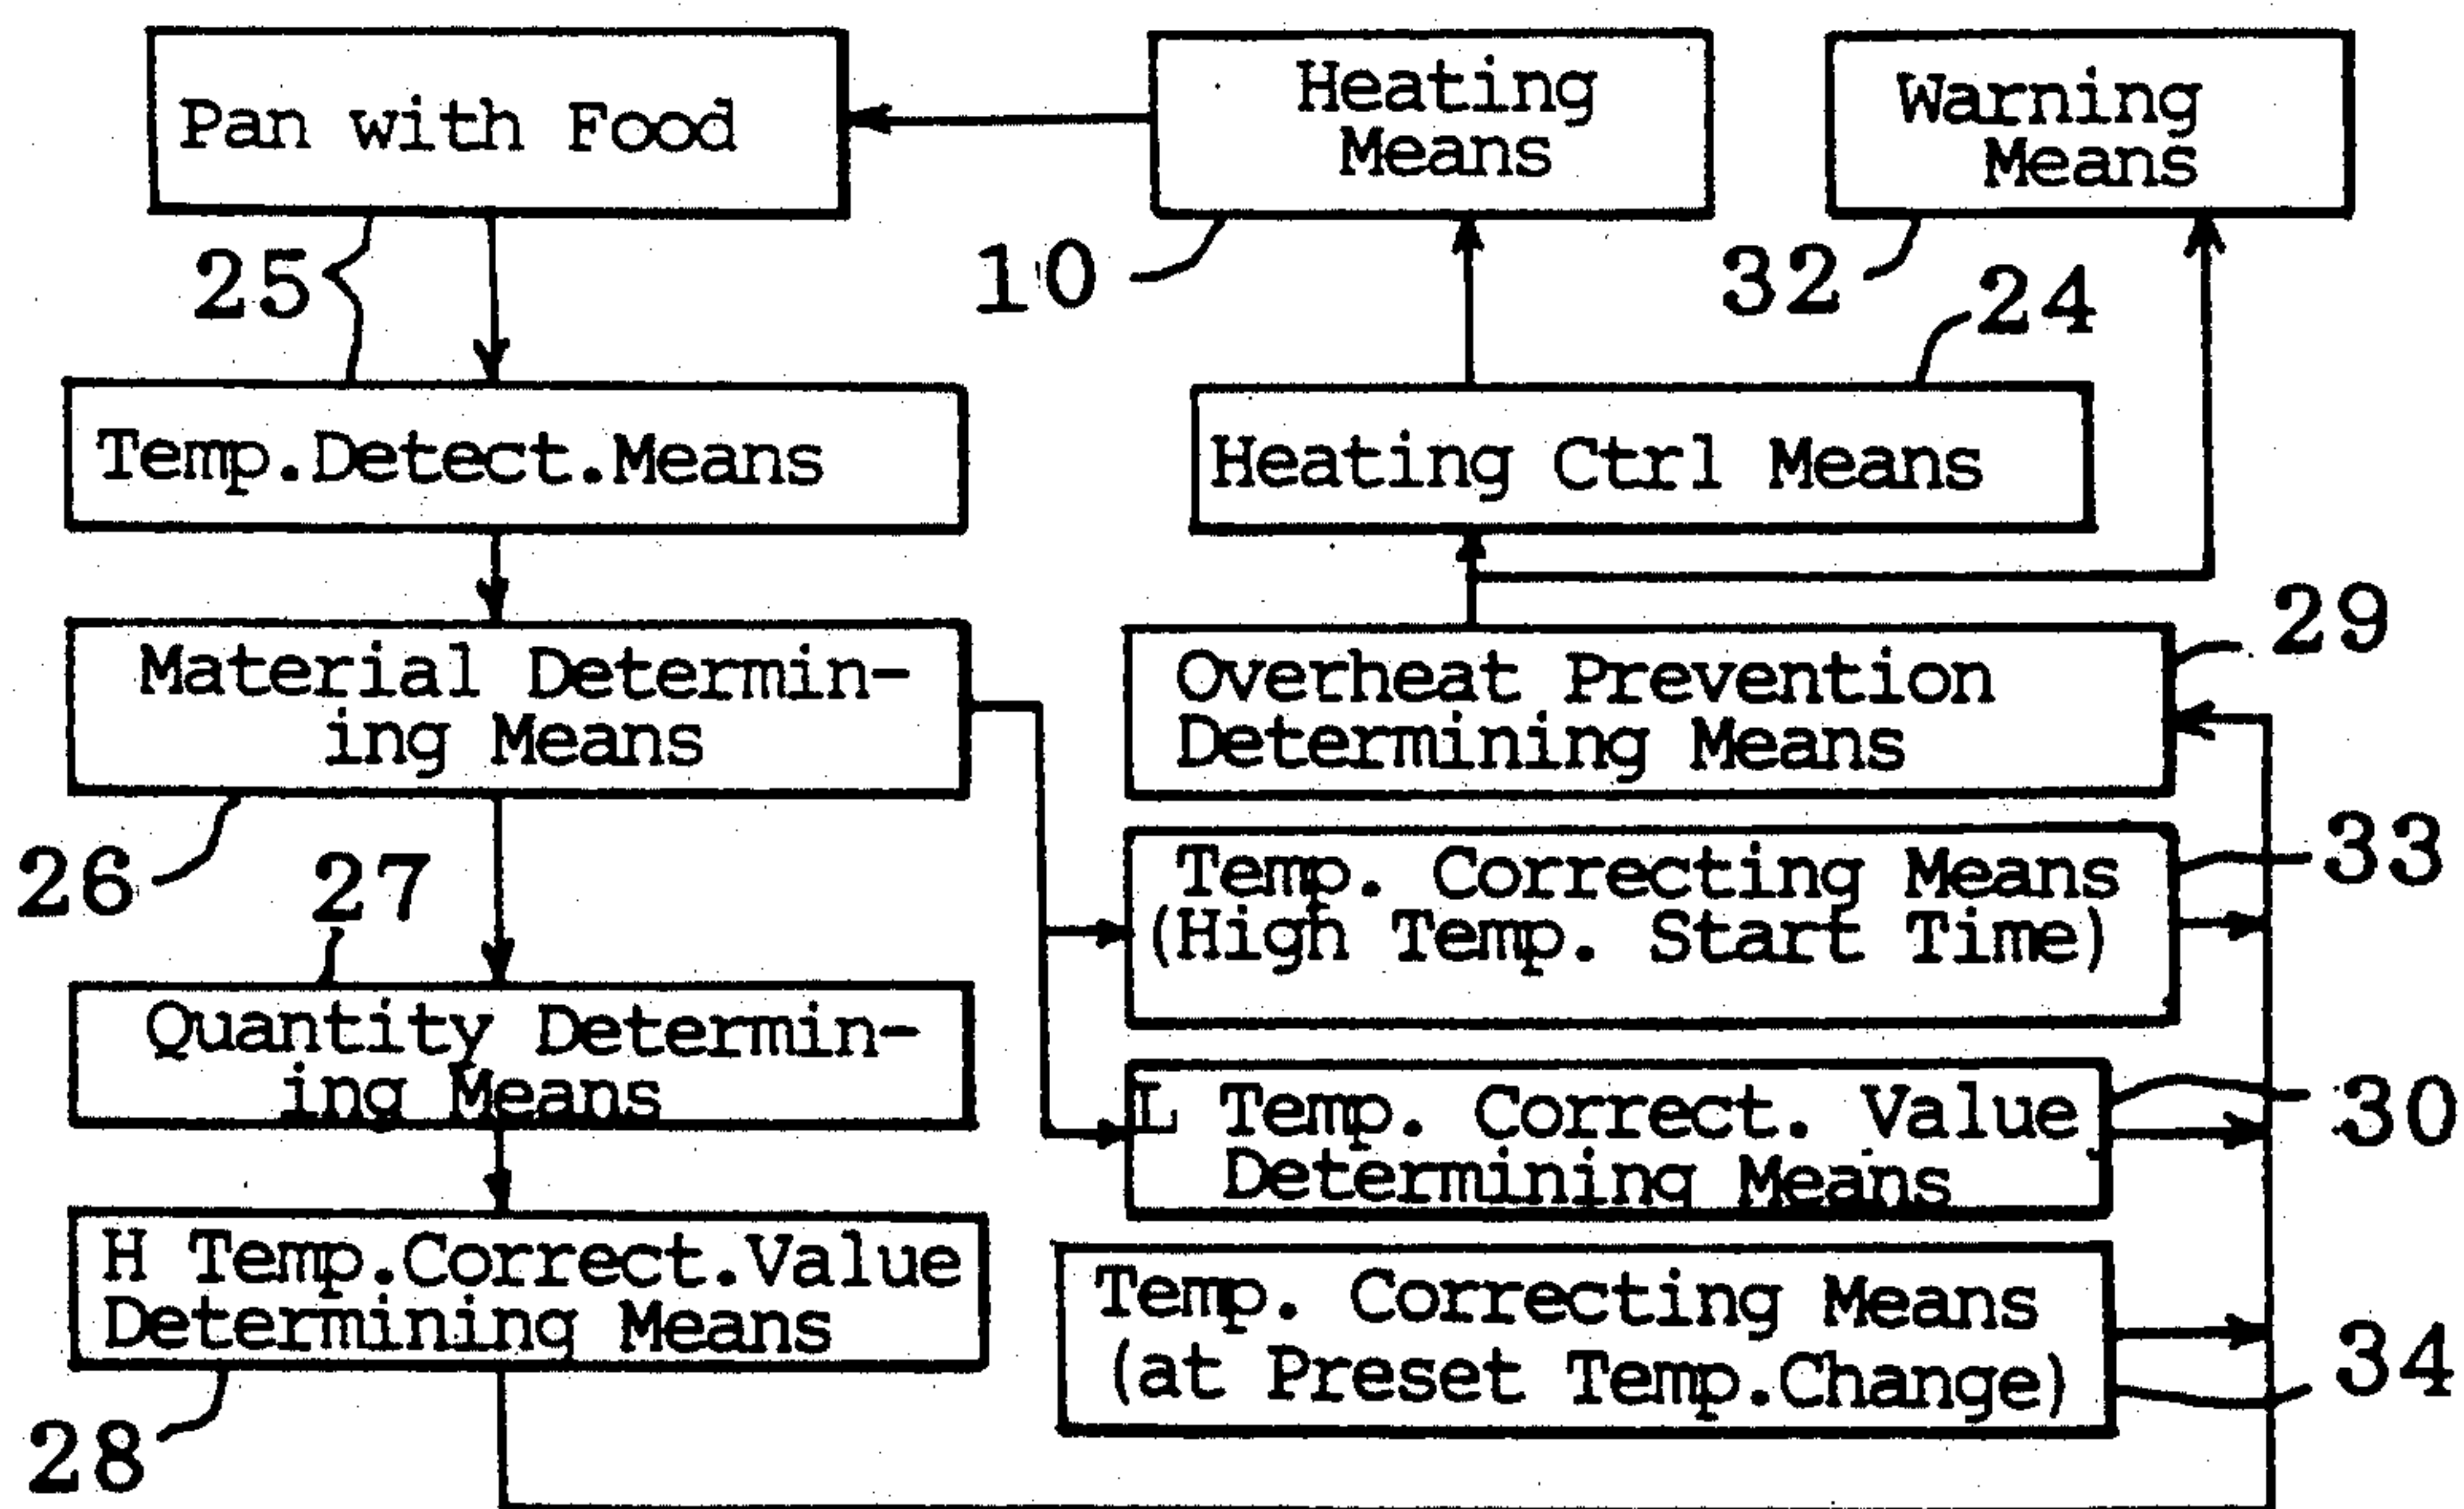 Pan with Food
Heating
Means
Warning
Means
25
10
32
24
Temp.Detect.Means
Heating Ctrl Means
Material Determin-
ing Means
Overheat Prevention
Determining Means
29
26
27
Temp. Correcting Means
(High Temp. Start Time)
33
Quantity Determin-
ing Means
L Temp. Correct. Value
Determining Means
30
H Temp.Correct.Value
Determining Means
Temp. Correcting Means
(at Preset Temp.Change)
34
28